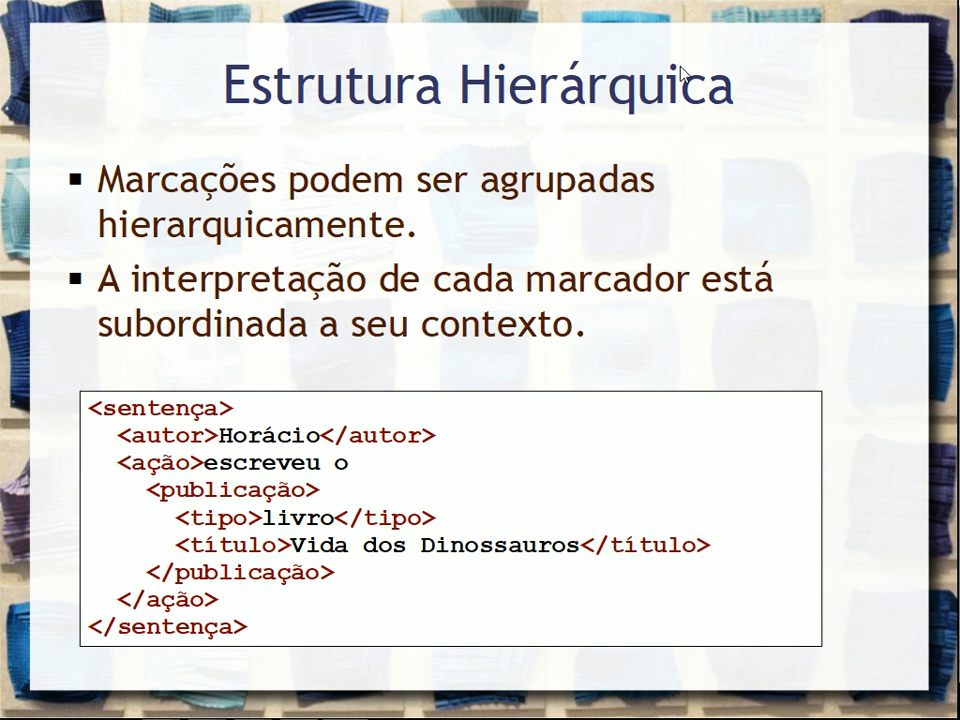 Estrutura Hierárquica
▪ Marcações podem ser agrupadas
hierarquicamente.
▪ A interpretação de cada marcador está
subordinada a seu contexto.
<sentença>
  <autor>Horácio</autor>
  <ação>escreveu o
    <publicação>
      <tipo>livro</tipo>
      <título>Vida dos Dinossauros</título>
    </publicação>
  </ação>
</sentença>